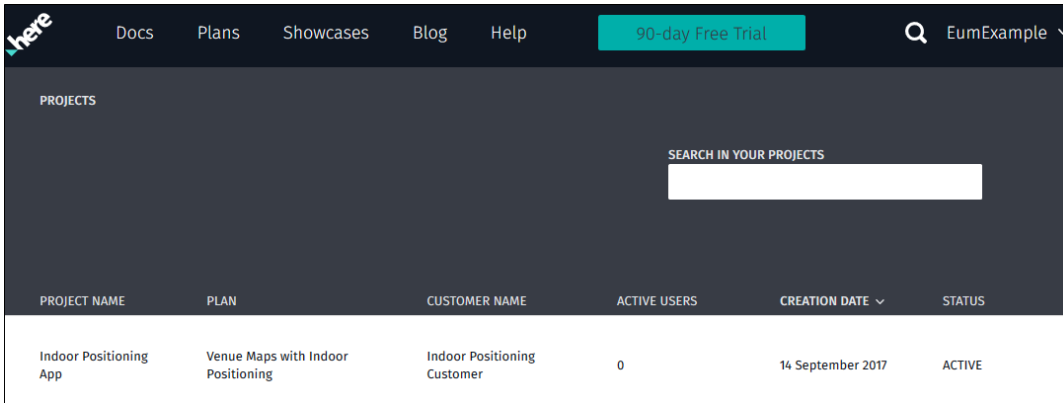 here Docs Plans Showcases Blog Help 90-day Free Trial EumExample
PROJECTS
SEARCH IN YOUR PROJECTS
PROJECT NAME PLAN CUSTOMER NAME ACTIVE USERS CREATION DATE STATUS
Indoor Positioning App Venue Maps with Indoor Positioning Indoor Positioning Customer 0 14 September 2017 ACTIVE